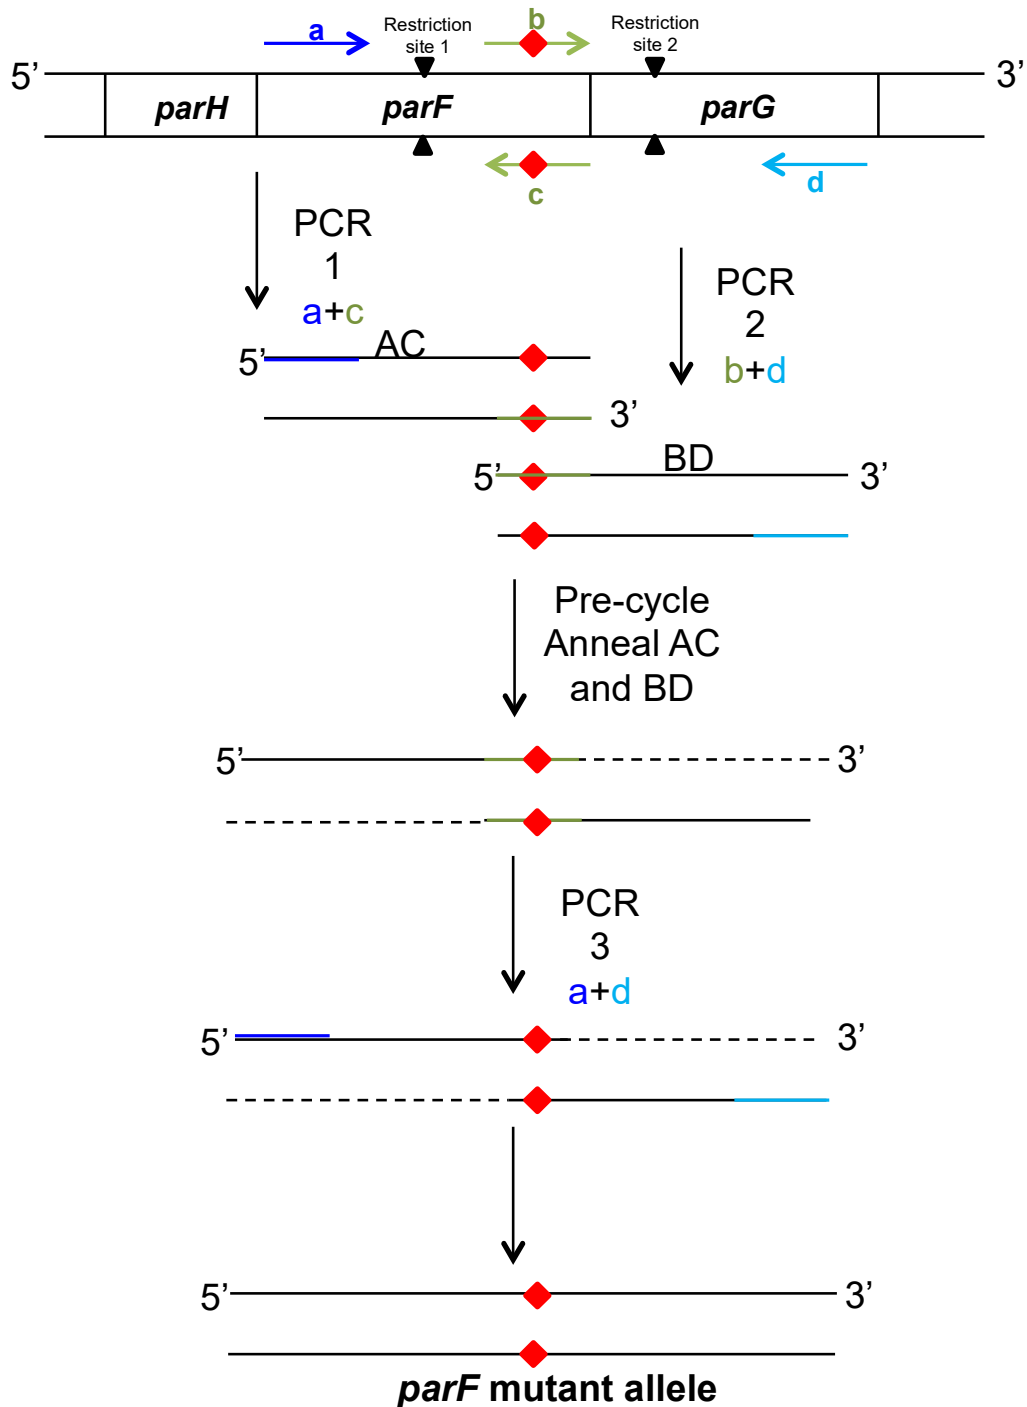 a
Restriction
site 1
b
Restriction
site 2
5’
3’
parH
parF
parG
c
d
PCR
1
a+c
PCR
2
b+d
5’
AC
3’
5’
BD
3’
Pre-cycle
Anneal AC
and BD
5’
3’
PCR
3
a+d
5’
3’
5’
3’
parF mutant allele